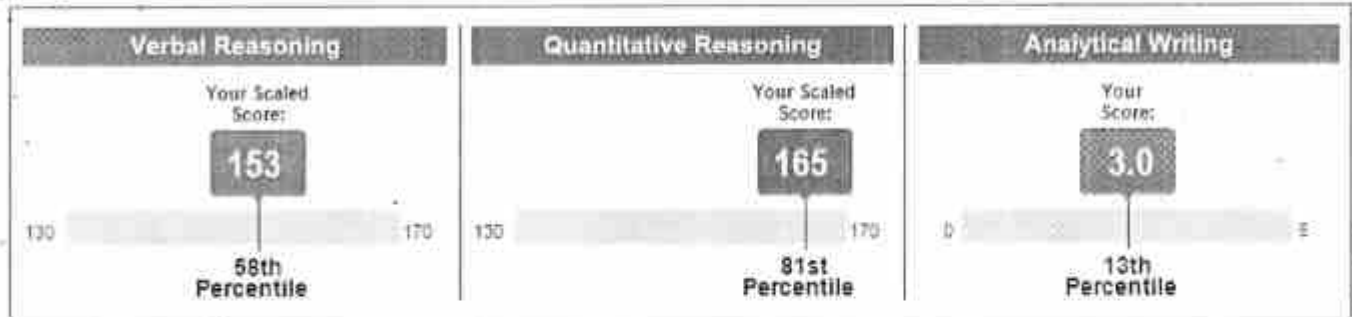 Verbal Reasoning
Your Scaled
Score:
153
130
170
58th
Percentile
Quantitative Reasoning
Your Scaled
Score:
165
130
170
81st
Percentile
Analytical Writing
Your
Score:
3.0
0
6
13th
Percentile